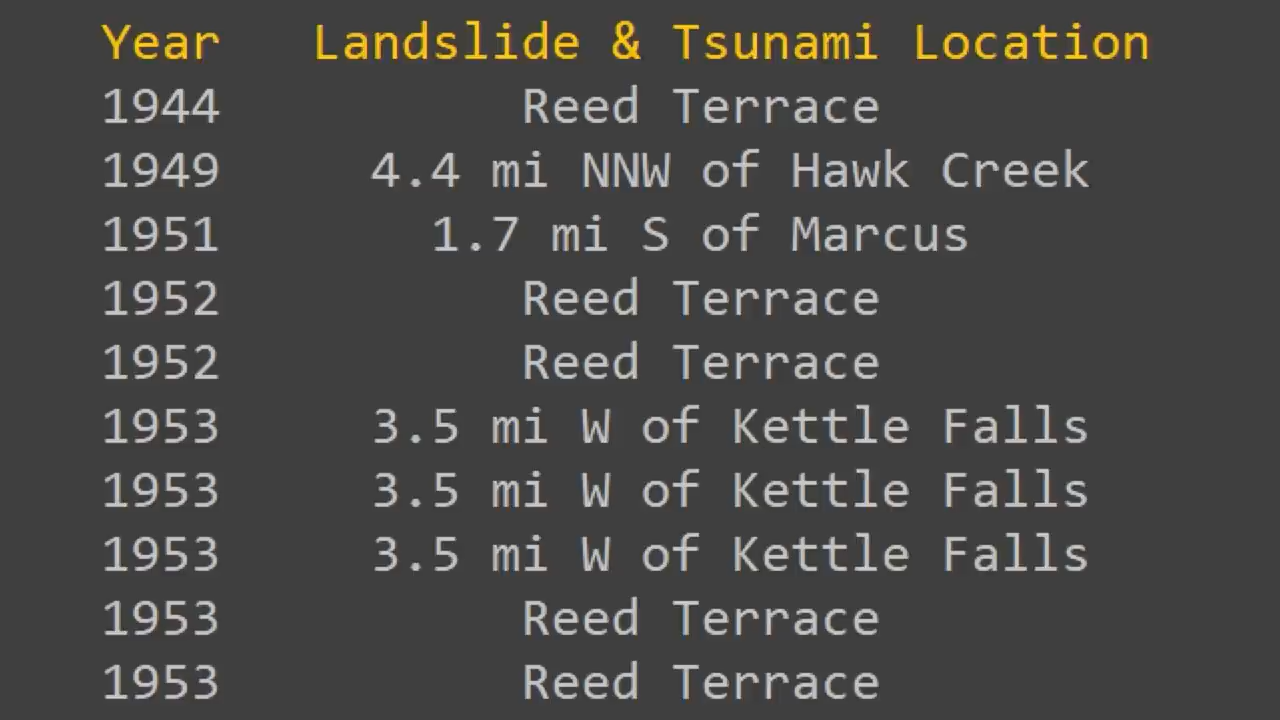 Year Landslide & Tsunami Location
1944 Reed Terrace
1949 4.4 mi NNW of Hawk Creek
1951 1.7 mi S of Marcus
1952 Reed Terrace
1952 Reed Terrace
1953 3.5 mi W of Kettle Falls
1953 3.5 mi W of Kettle Falls
1953 3.5 mi W of Kettle Falls
1953 Reed Terrace
1953 Reed Terrace